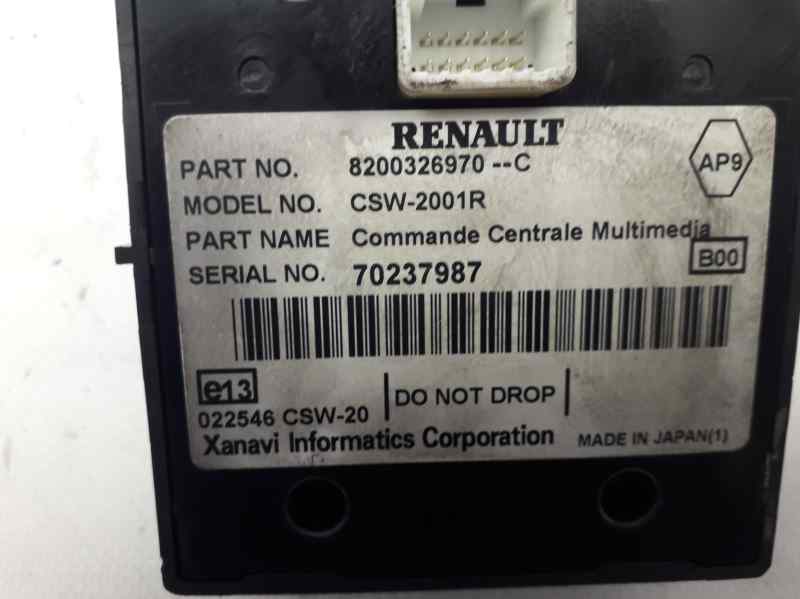 RENAULT
PART NO. 8200326970 --C
AP9
MODEL NO. CSW-2001R
PART NAME Commande Centrale Multimedia
B00
SERIAL NO. 70237987
e13
DO NOT DROP
022546 CSW-20
Xanavi Informatics Corporation MADE IN JAPAN(1)